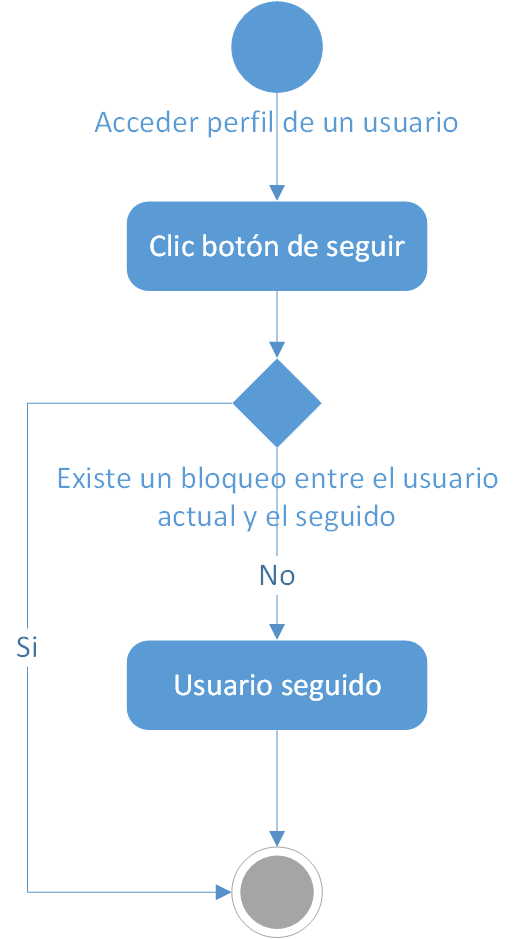 Acceder perfil de un usuario
Clic botón de seguir
Existe un bloqueo entre el usuario
actual y el seguido
No
Si
Usuario seguido